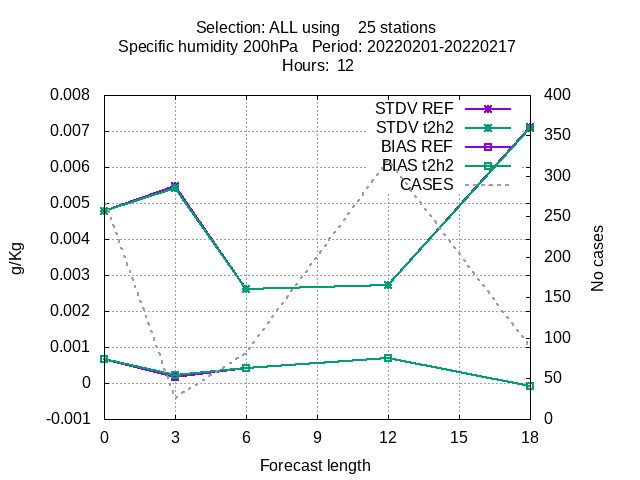 Selection: ALL using    25 stations
Specific humidity 200hPa   Period: 20220201-20220217
Hours:  12
0.008
0.007
0.006
0.005
0.004
0.003
0.002
0.001
0
-0.001
g/Kg
STDV REF
STDV t2h2
BIAS REF
BIAS t2h2
CASES
400
350
300
250
200
150
100
50
0
No cases
0 3 6 9 12 15 18
Forecast length